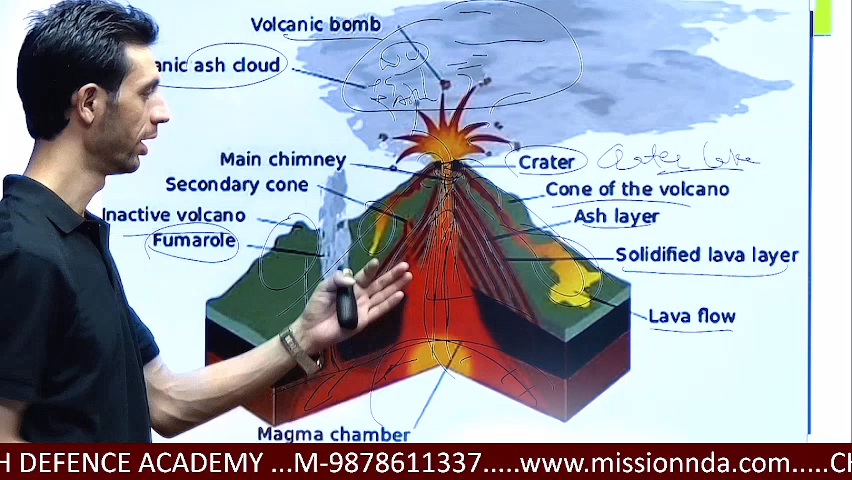 Volcanic bomb
anic ash cloud
Main chimney
Crater
Crater lake
Secondary cone
Cone of the volcano
Inactive volcano
Ash layer
Fumarole
Solidified lava layer
Lava flow
Magma chamber
H DEFENCE ACADEMY ...M-9878611337.....www.missionnda.com.....CH